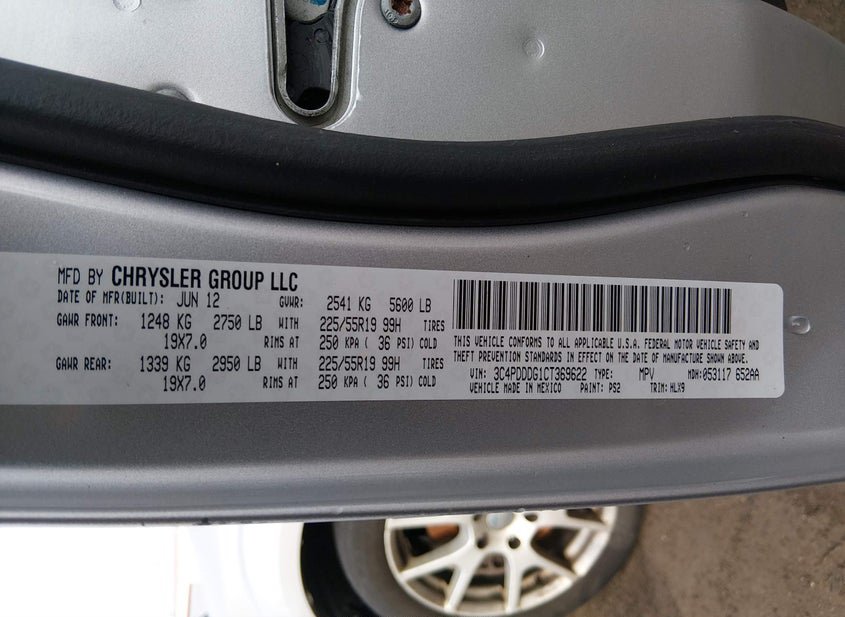 MFD BY CHRYSLER GROUP LLC
DATE OF MFR(BUILT): JUN 12 GVWR: 2541 KG 5600 LB
GAWR FRONT: 1248 KG 2750 LB WITH 225/55R19 99H TIRES
19X7.0 RIMS AT 250 KPA ( 36 PSI) COLD
GAWR REAR: 1339 KG 2950 LB WITH 225/55R19 99H TIRES
19X7.0 RIMS AT 250 KPA ( 36 PSI) COLD
THIS VEHICLE CONFORMS TO ALL APPLICABLE U.S.A. FEDERAL MOTOR VEHICLE SAFETY AND
THEFT PREVENTION STANDARDS IN EFFECT ON THE DATE OF MANUFACTURE SHOWN ABOVE.
VIN: 3C4PDDDG1CT369622 TYPE: MPV MDH: 053117 652AA
VEHICLE MADE IN MEXICO PAINT: PS2 TRIM: HLX9